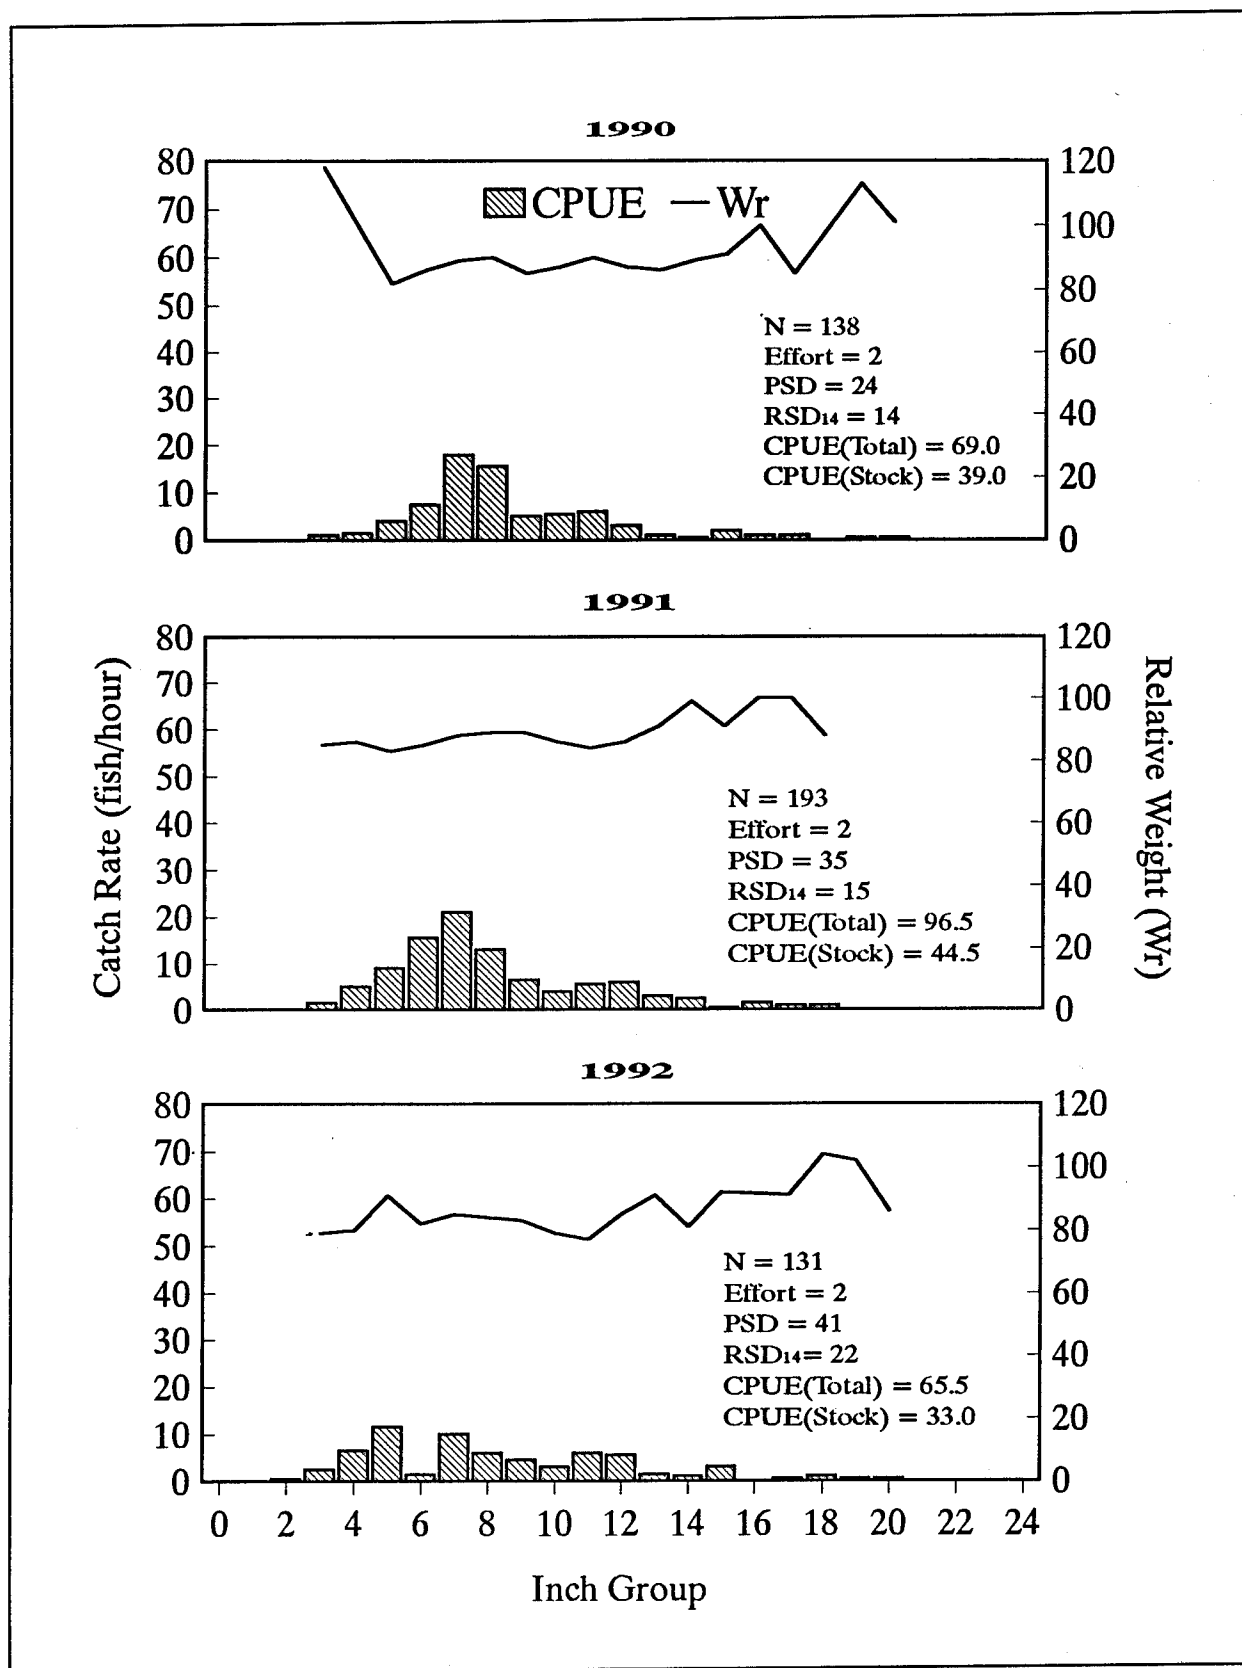 1990
80 120
CPUE Wr
70 100
60
80
50
40 60
30 40
20 20
10
0 0
N = 138
Effort = 2
PSD = 24
RSD14 = 14
CPUE(Total) = 69.0
CPUE(Stock) = 39.0
1991
80 120
70 100
60
80
50
40 60
30 40
20 20
10
0 0
N = 193
Effort = 2
PSD = 35
RSD14 = 15
CPUE(Total) = 96.5
CPUE(Stock) = 44.5
Catch Rate (fish/hour)
Relative Weight (Wr)
1992
80 120
70 100
60
80
50
40 60
30 40
20 20
10
0 0
N = 131
Effort = 2
PSD = 41
RSD14= 22
CPUE(Total) = 65.5
CPUE(Stock) = 33.0
0 2 4 6 8 10 12 14 16 18 20 22 24
Inch Group